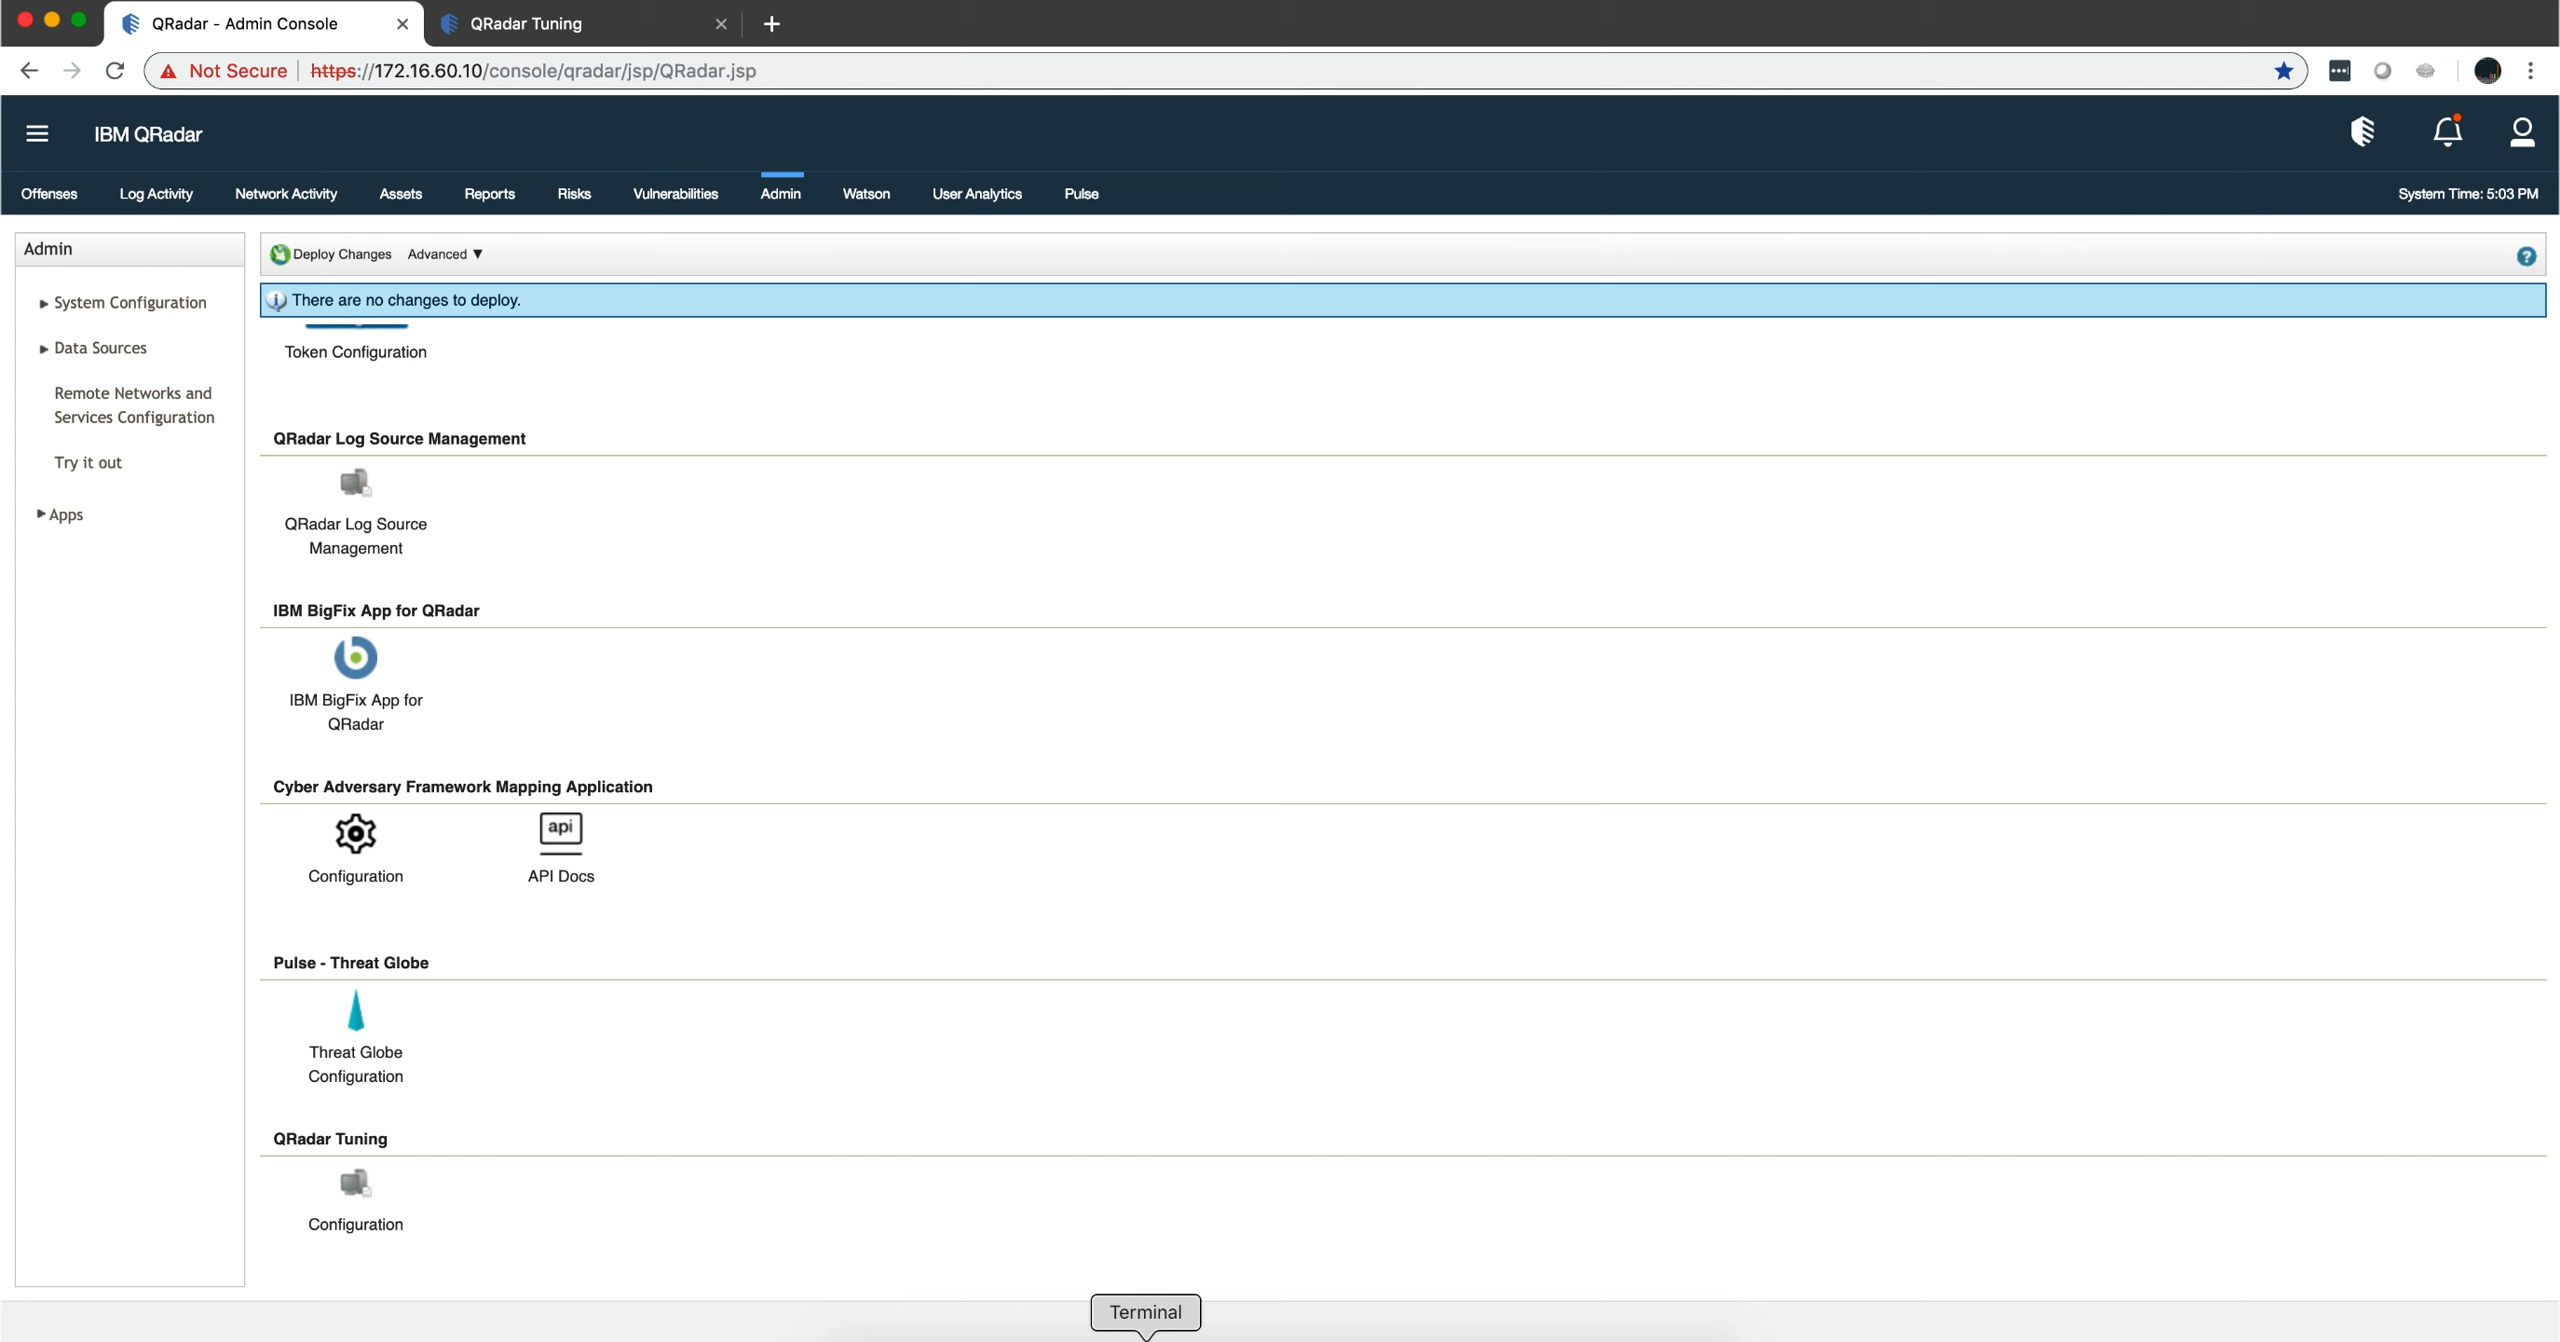 QRadar - Admin Console
QRadar Tuning
Not Secure
https://172.16.60.10/console/qradar/jsp/QRadar.jsp
IBM QRadar
Offenses Log Activity Network Activity Assets Reports Risks Vulnerabilities Admin Watson User Analytics Pulse System Time: 5:03 PM
Admin
Deploy Changes Advanced ▼
There are no changes to deploy.
System Configuration
Data Sources
Remote Networks and
Services Configuration
Try it out
Apps
Token Configuration
QRadar Log Source Management
QRadar Log Source
Management
IBM BigFix App for QRadar
IBM BigFix App for
QRadar
Cyber Adversary Framework Mapping Application
api
Configuration API Docs
Pulse - Threat Globe
Threat Globe
Configuration
QRadar Tuning
Configuration
Terminal